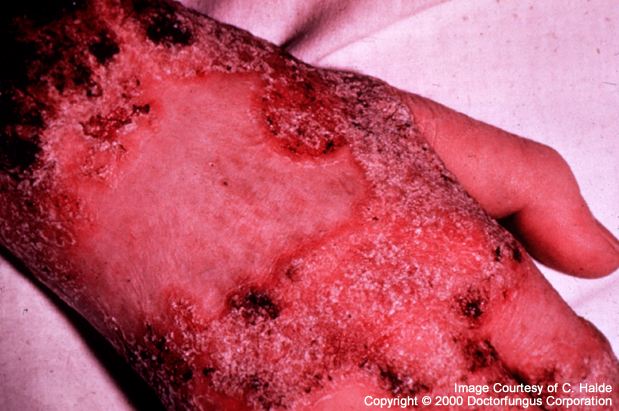 Image Courtesy of C. Halde
Copyright © 2000 Doctorfungus Corporation